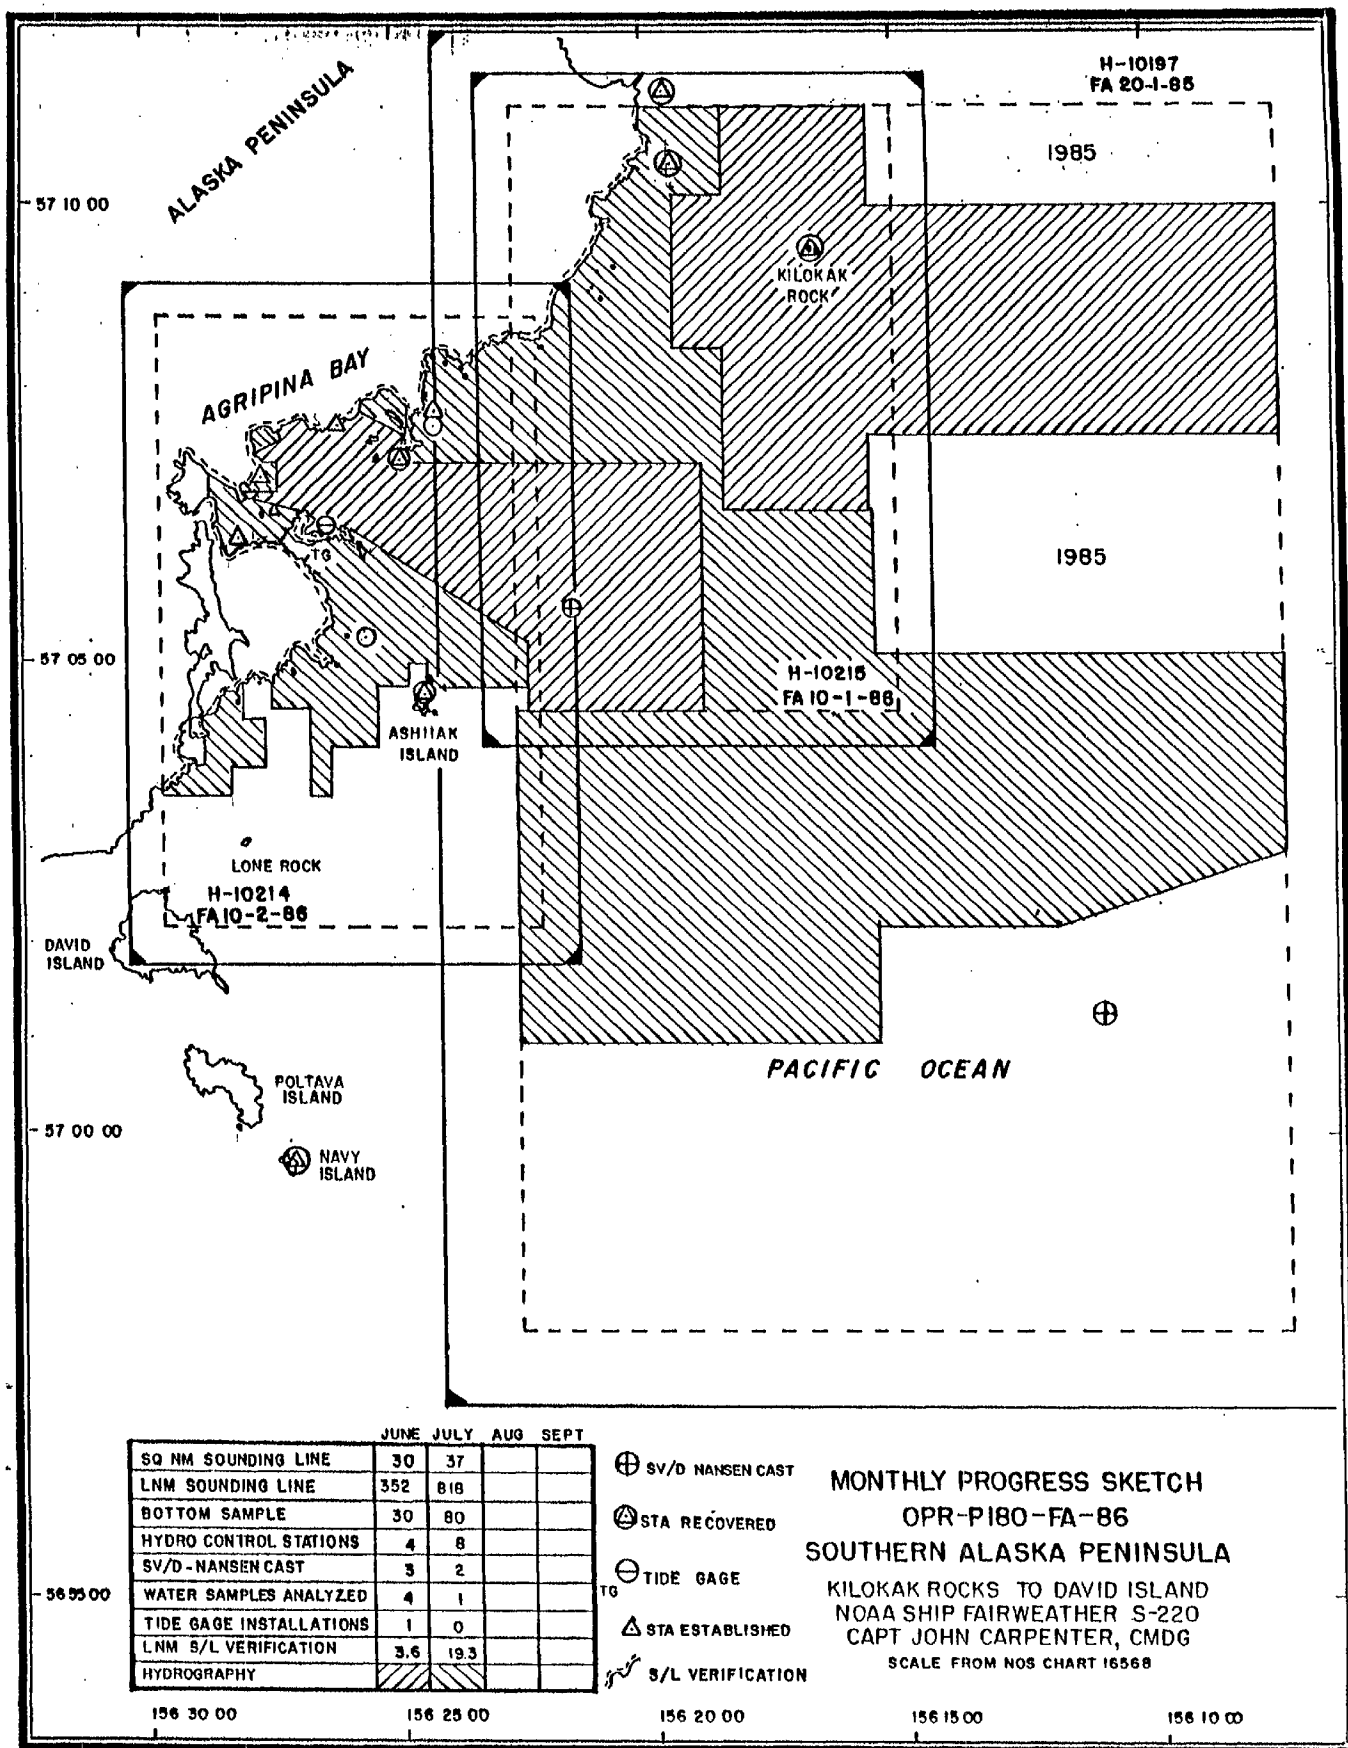 H-10197
FA 20-1-85
ALASKA PENINSULA
1985
57 10 00
KILOKAK
ROCK
AGRIPINA BAY
TG
1985
57 05 00
H-10215
FA 10-1-86
ASHIIAK
ISLAND
LONE ROCK
H-10214
FA 10-2-86
DAVID
ISLAND
PACIFIC OCEAN
POLTAVA
ISLAND
57 00 00
NAVY
ISLAND
JUNE JULY AUG SEPT
SQ NM SOUNDING LINE 30 37
LNM SOUNDING LINE 352 818
BOTTOM SAMPLE 30 80
HYDRO CONTROL STATIONS 4 8
SV/D-NANSEN CAST 3 2
WATER SAMPLES ANALYZED 4 1
TIDE GAGE INSTALLATIONS 1 0
LNM S/L VERIFICATION 3.6 19.3
HYDROGRAPHY
SV/D NANSEN CAST
STA RECOVERED
TIDE GAGE
TG
STA ESTABLISHED
S/L VERIFICATION
MONTHLY PROGRESS SKETCH
OPR-P180-FA-86
SOUTHERN ALASKA PENINSULA
KILOKAK ROCKS TO DAVID ISLAND
NOAA SHIP FAIRWEATHER S-220
CAPT JOHN CARPENTER, CMDG
SCALE FROM NOS CHART 16568
56 55 00
156 30 00 156 25 00 156 20 00 156 15 00 156 10 00